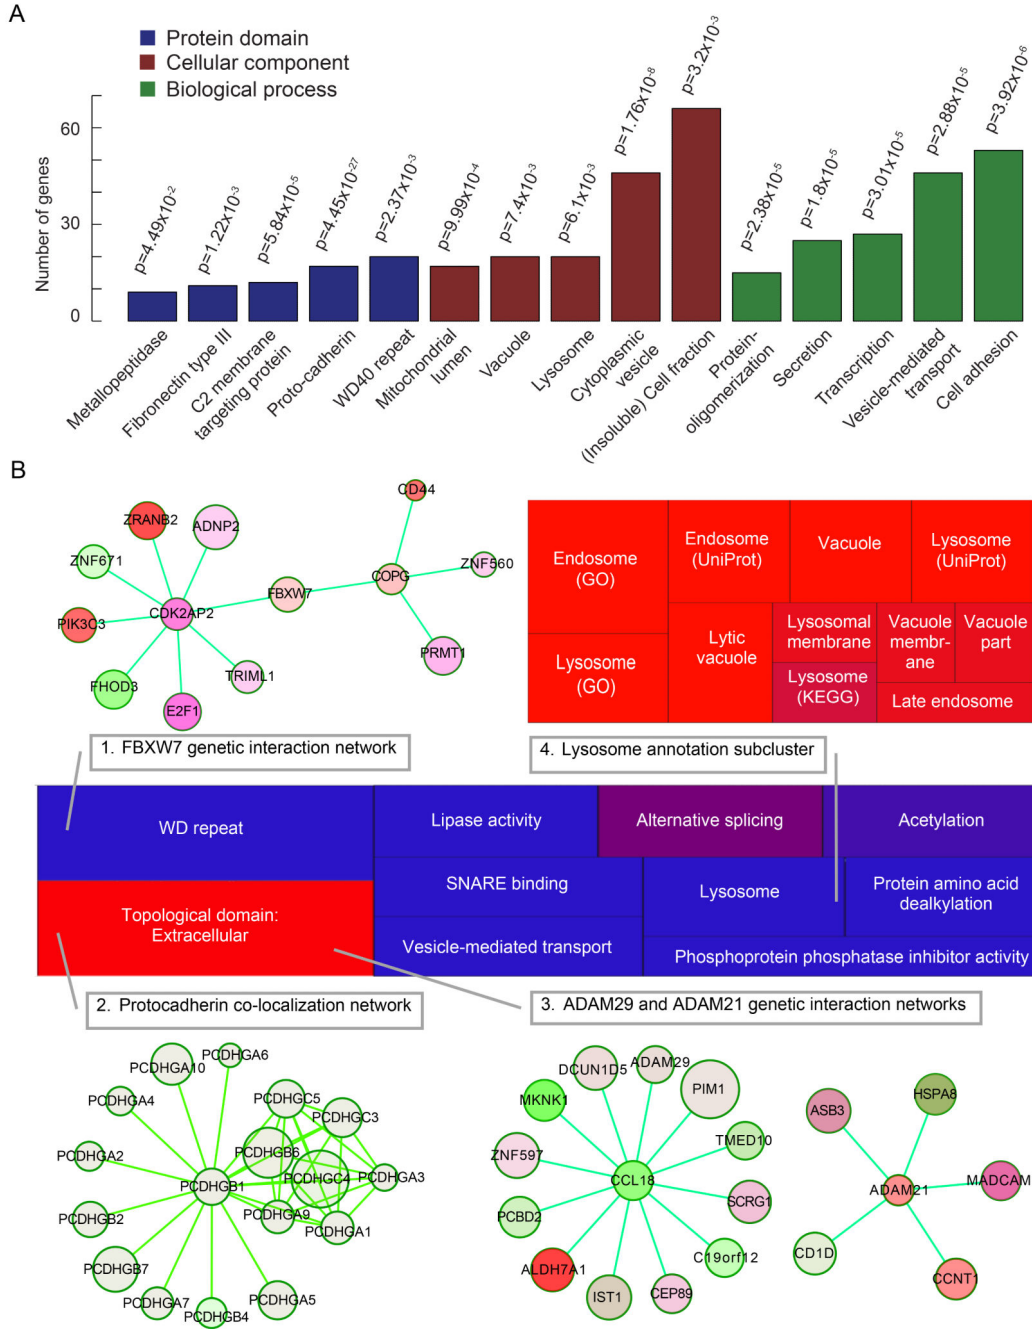 A
Protein domain
Cellular component
Biological process
Number of genes
60
30
0
p=4.49x10-2
p=1.22x10-3
p=5.84x10-5
p=4.45x10-27
p=2.37x10-3
p=9.99x10-4
p=7.4x10-3
p=6.1x10-3
p=1.76x10-8
p=3.2x10-3
p=2.38x10-5
p=1.8x10-5
p=3.01x10-5
p=2.88x10-5
p=3.92x10-6
Metallopeptidase
Fibronectin type III
C2 membrane
targeting protein
Proto-cadherin
WD40 repeat
Mitochondrial
lumen
Vacuole
Lysosome
Cytoplasmic
vesicle
(Insoluble) Cell fraction
Protein-
oligomerization
Secretion
Transcription
Vesicle-mediated
transport
Cell adhesion
B
ZRANB2
ADNP2
ZNF671
CD44
ZNF560
COPG
FBXW7
CDK2AP2
PIK3C3
PRMT1
TRIML1
FHOD3
E2F1
Endosome
(GO)
Endosome
(UniProt)
Vacuole
Lysosome
(UniProt)
Lysosome
(GO)
Lytic
vacuole
Lysosomal
membrane
Vacuole
membr-
ane
Vacuole
part
Lysosome
(KEGG)
Late endosome
1. FBXW7 genetic interaction network
4. Lysosome annotation subcluster
WD repeat
Lipase activity
Alternative splicing
Acetylation
SNARE binding
Lysosome
Protein amino acid
dealkylation
Topological domain:
Extracellular
Vesicle-mediated transport
Phosphoprotein phosphatase inhibitor activity
2. Protocadherin co-localization network
3. ADAM29 and ADAM21 genetic interaction networks
PCDHGA6
PCDHGA10
PCDHGA4
PCDHGC5
PCDHGC3
PCDHGA2
PCDHGB6
PCDHGC4
PCDHGA3
PCDHGB1
PCDHGB2
PCDHGA9
PCDHGA1
PCDHGB7
PCDHGA7
PCDHGB4
PCDHGA5
DCUN1D5
ADAM29
PIM1
MKNK1
TMED10
ZNF597
CCL18
SCRG1
PCBD2
C19orf12
ALDH7A1
IST1
CEP89
ASB3
HSPA8
ADAM21
MADCAM
CD1D
CCNT1